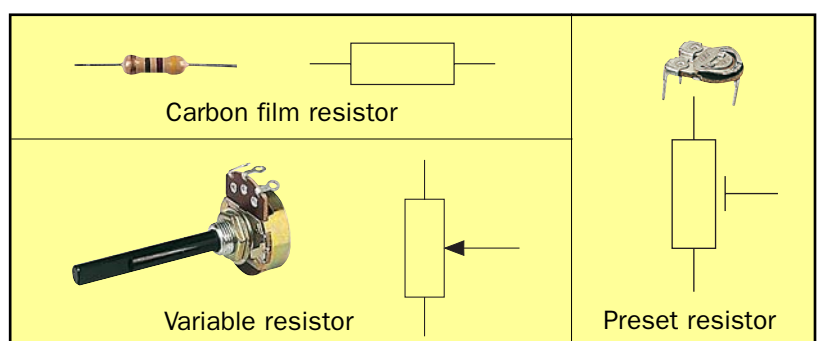 Carbon film resistor
Variable resistor
Preset resistor